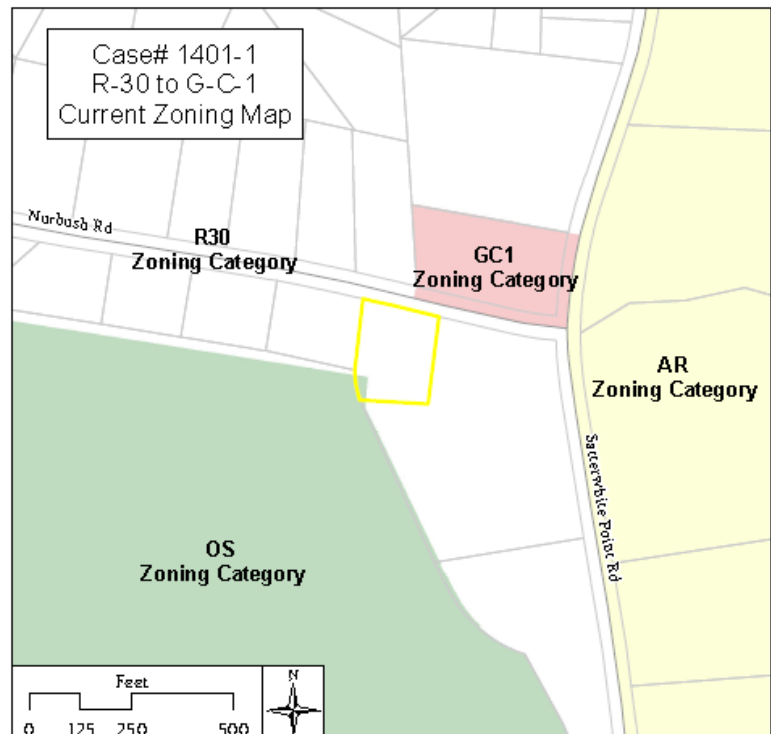 Case# 1401-1
R-30 to G-C-1
Current Zoning Map
Nutbush Rd
R30
Zoning Category
GC1
Zoning Category
AR
Zoning Category
Satterwhite Point Rd
OS
Zoning Category
Feet
0 125 250 500
N